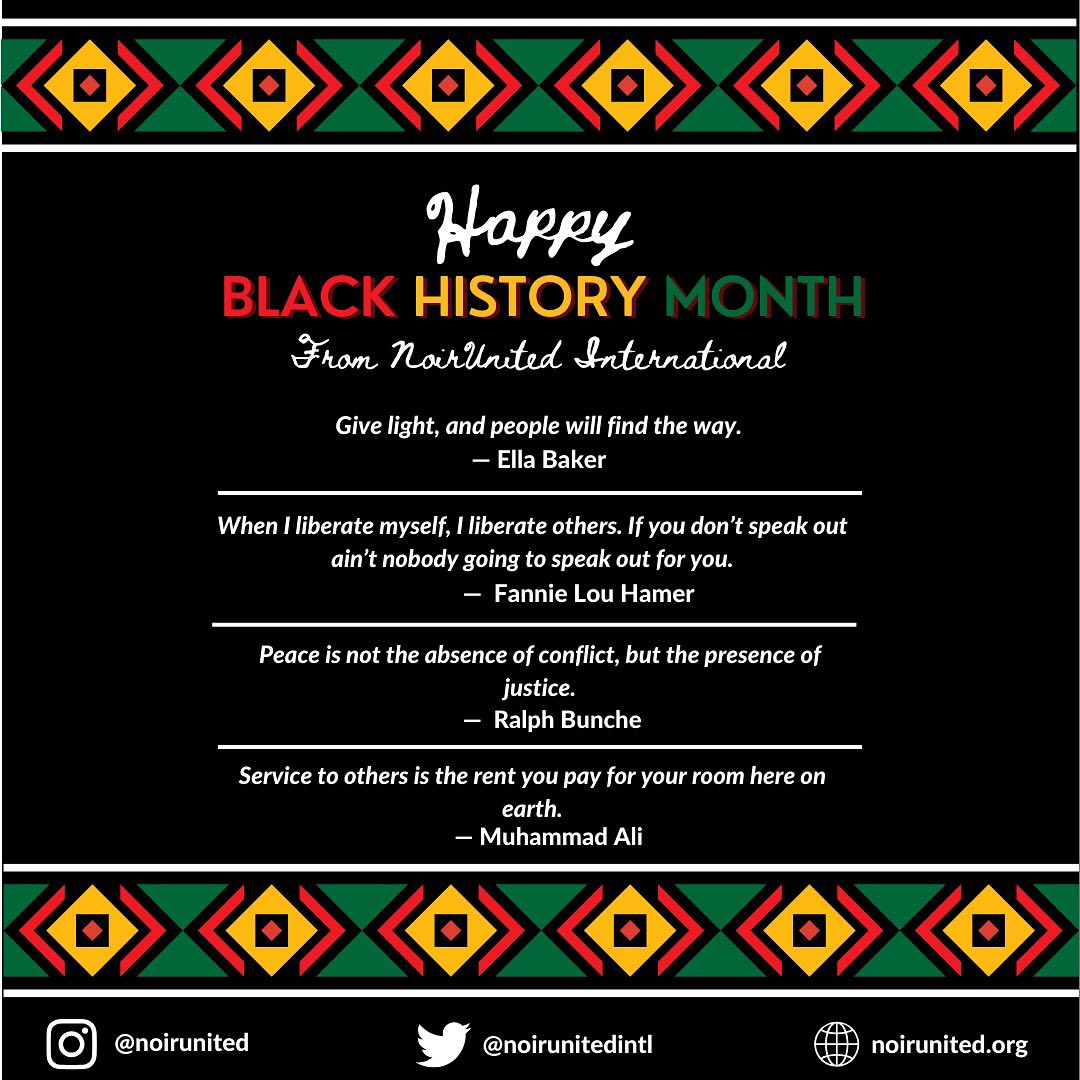 Happy
BLACK HISTORY MONTH
From NoirUnited International
Give light, and people will find the way.
— Ella Baker
When I liberate myself, I liberate others. If you don’t speak out
ain’t nobody going to speak out for you.
— Fannie Lou Hamer
Peace is not the absence of conflict, but the presence of
justice.
— Ralph Bunche
Service to others is the rent you pay for your room here on
earth.
— Muhammad Ali
@noirunited
@noirunitedintl
noirunited.org